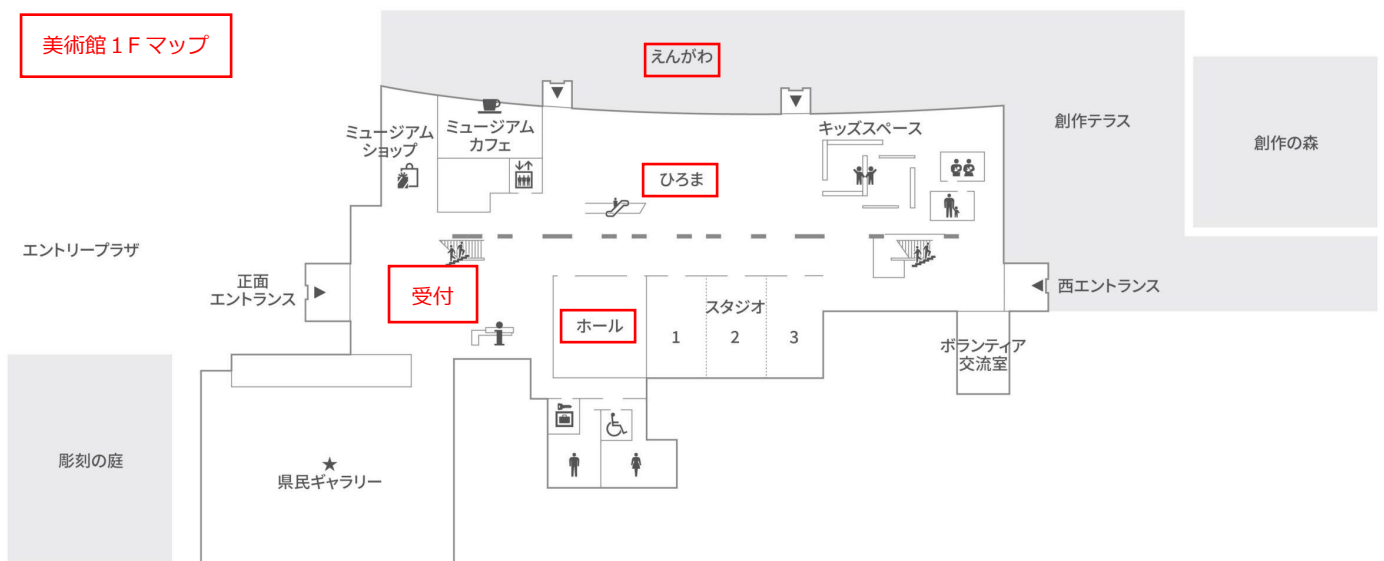 美術館１Ｆマップ
えんがわ
ミュージアム
ショップ
ミュージアム
カフェ
キッズスペース
創作テラス
創作の森
ひろま
エントリープラザ
正面
エントランス
受付
ホール
スタジオ
1
2
3
西エントランス
ボランティア
交流室
彫刻の庭
★
県民ギャラリー